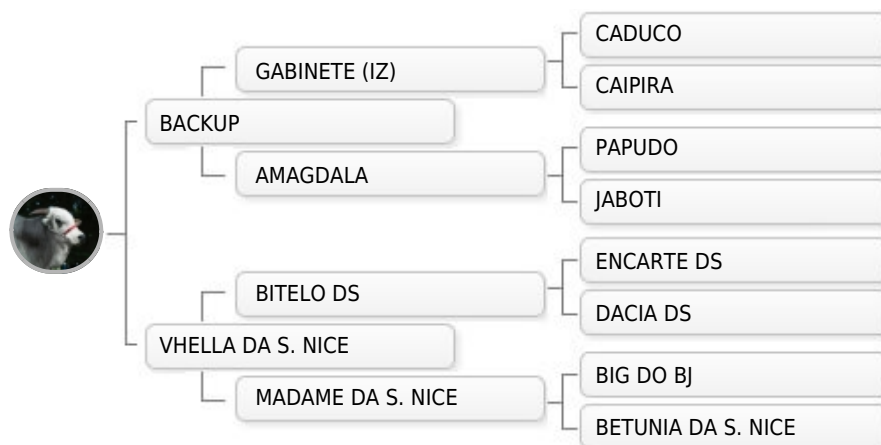 CADUCO
GABINETE (IZ)
CAIPIRA
BACKUP
PAPUDO
AMAGDALA
JABOTI
ENCARTE DS
BITELO DS
DACIA DS
VHELLA DA S. NICE
BIG DO BJ
MADAME DA S. NICE
BETUNIA DA S. NICE